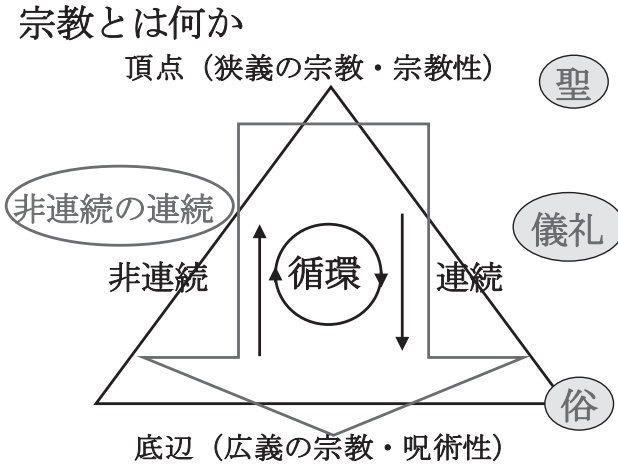 宗教とは何か
頂点（狭義の宗教・宗教性）
聖
非連続の連続
儀礼
非連続
循環
連続
俗
底辺（広義の宗教・呪術性）